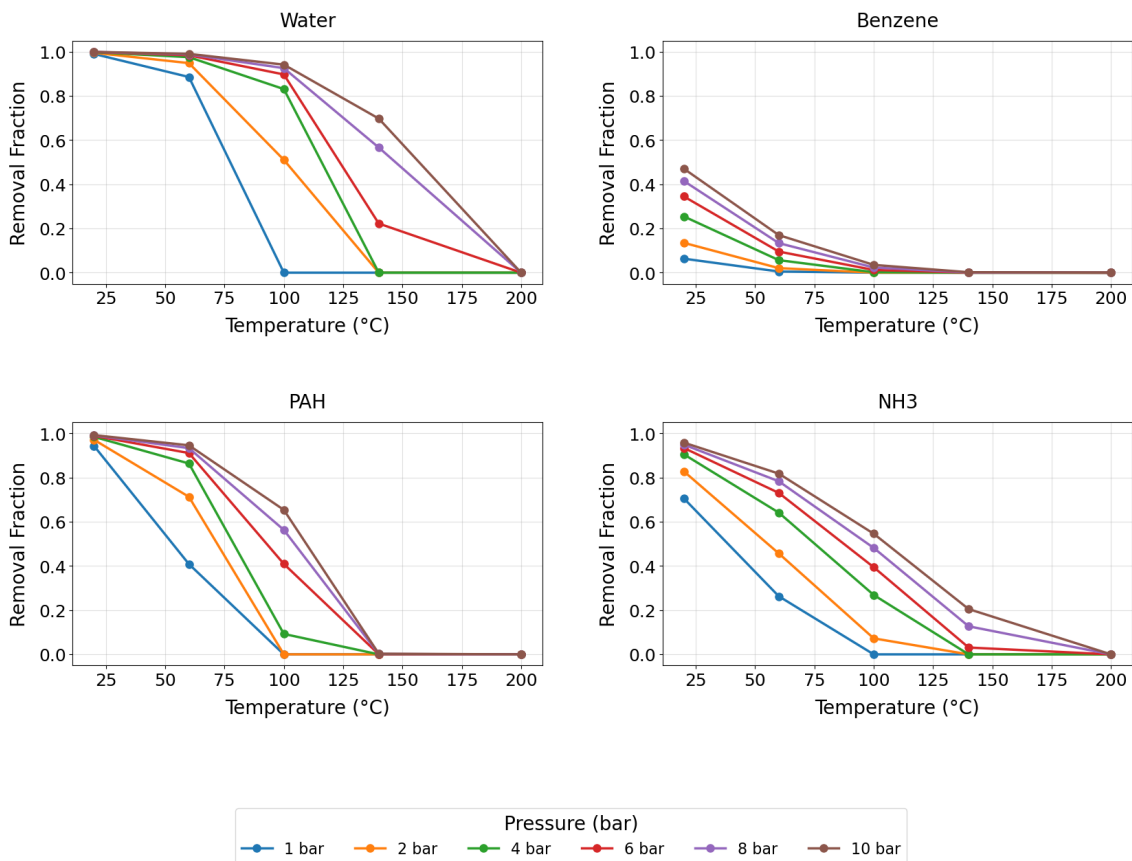 Water
Benzene
1.0
0.8
0.6
0.4
0.2
0.0
Removal Fraction
25 50 75 100 125 150 175 200
Temperature (°C)
1.0
0.8
0.6
0.4
0.2
0.0
Removal Fraction
25 50 75 100 125 150 175 200
Temperature (°C)
PAH
NH3
1.0
0.8
0.6
0.4
0.2
0.0
Removal Fraction
25 50 75 100 125 150 175 200
Temperature (°C)
1.0
0.8
0.6
0.4
0.2
0.0
Removal Fraction
25 50 75 100 125 150 175 200
Temperature (°C)
Pressure (bar)
1 bar 2 bar 4 bar 6 bar 8 bar 10 bar